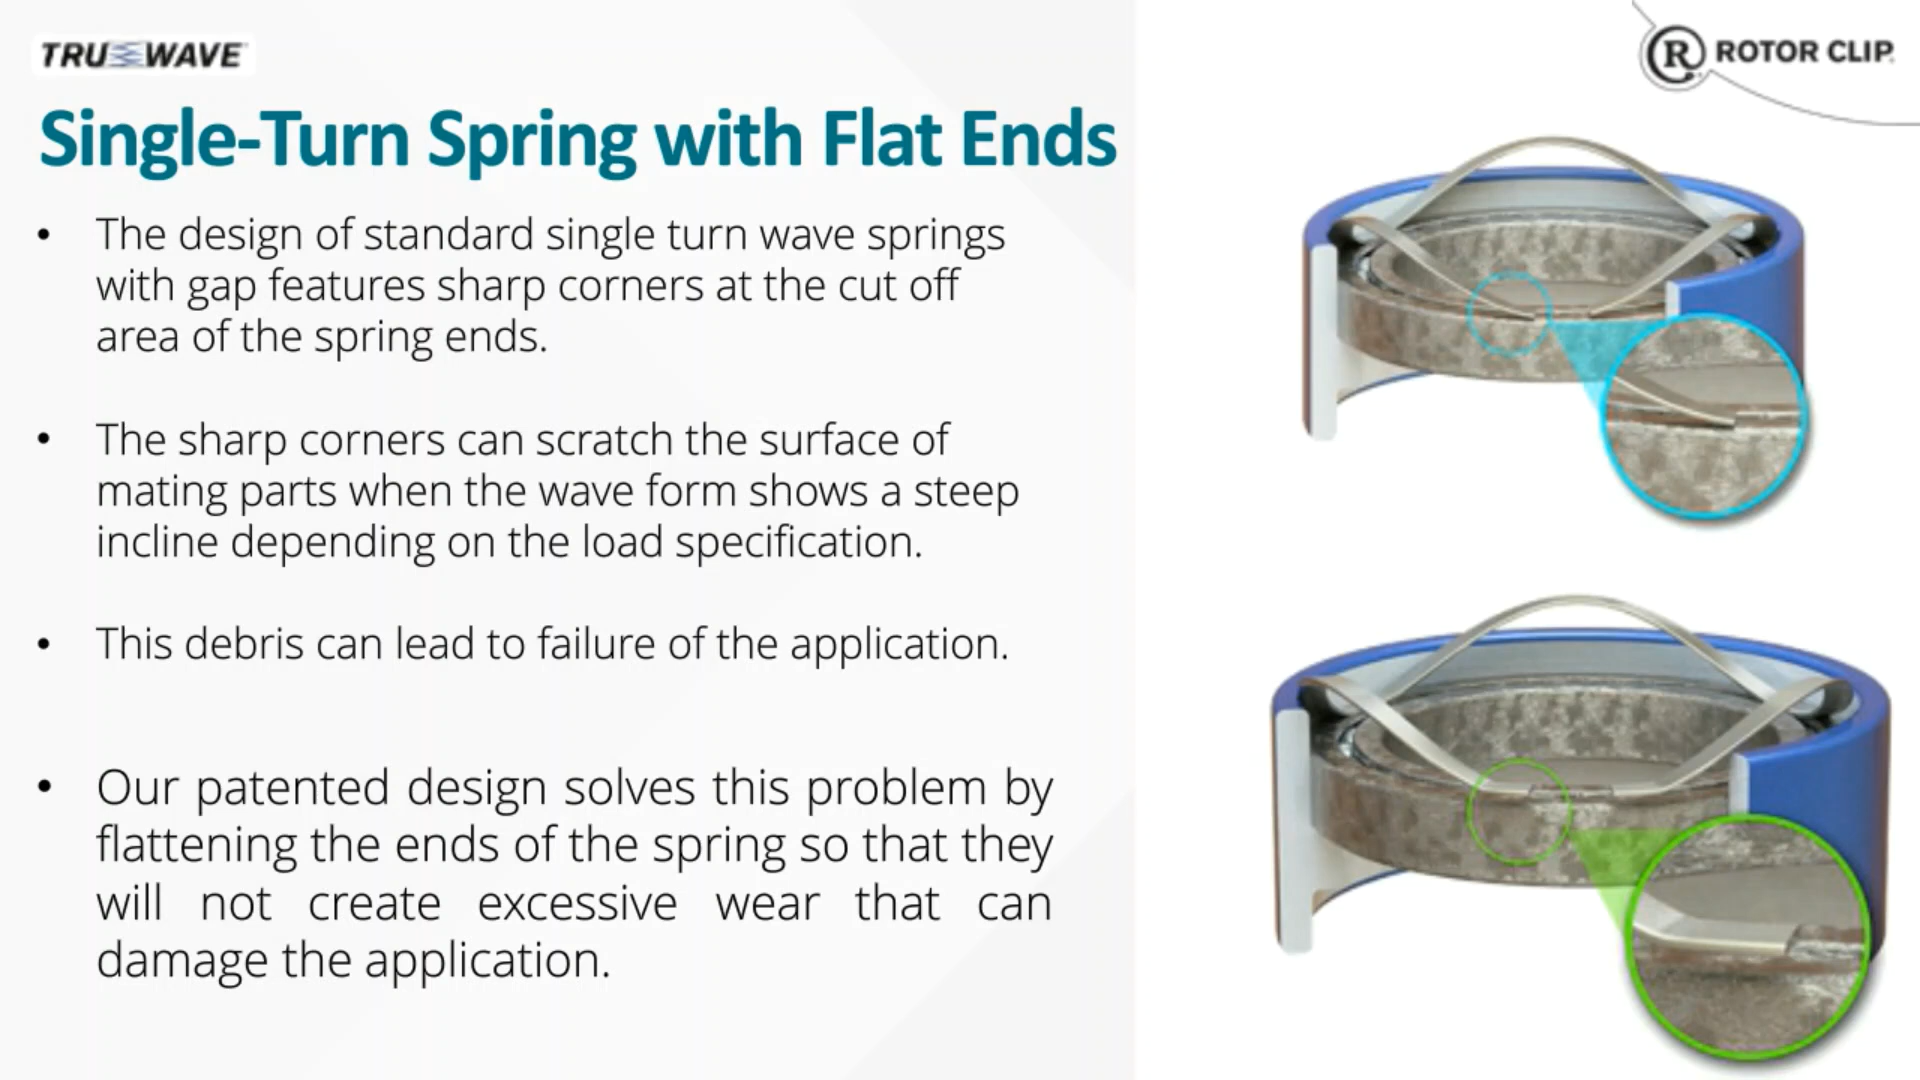 TRUWAVE
ROTOR CLIP
Single-Turn Spring with Flat Ends
• The design of standard single turn wave springs
with gap features sharp corners at the cut off
area of the spring ends.
• The sharp corners can scratch the surface of
mating parts when the wave form shows a steep
incline depending on the load specification.
• This debris can lead to failure of the application.
• Our patented design solves this problem by
flattening the ends of the spring so that they
will not create excessive wear that can
damage the application.